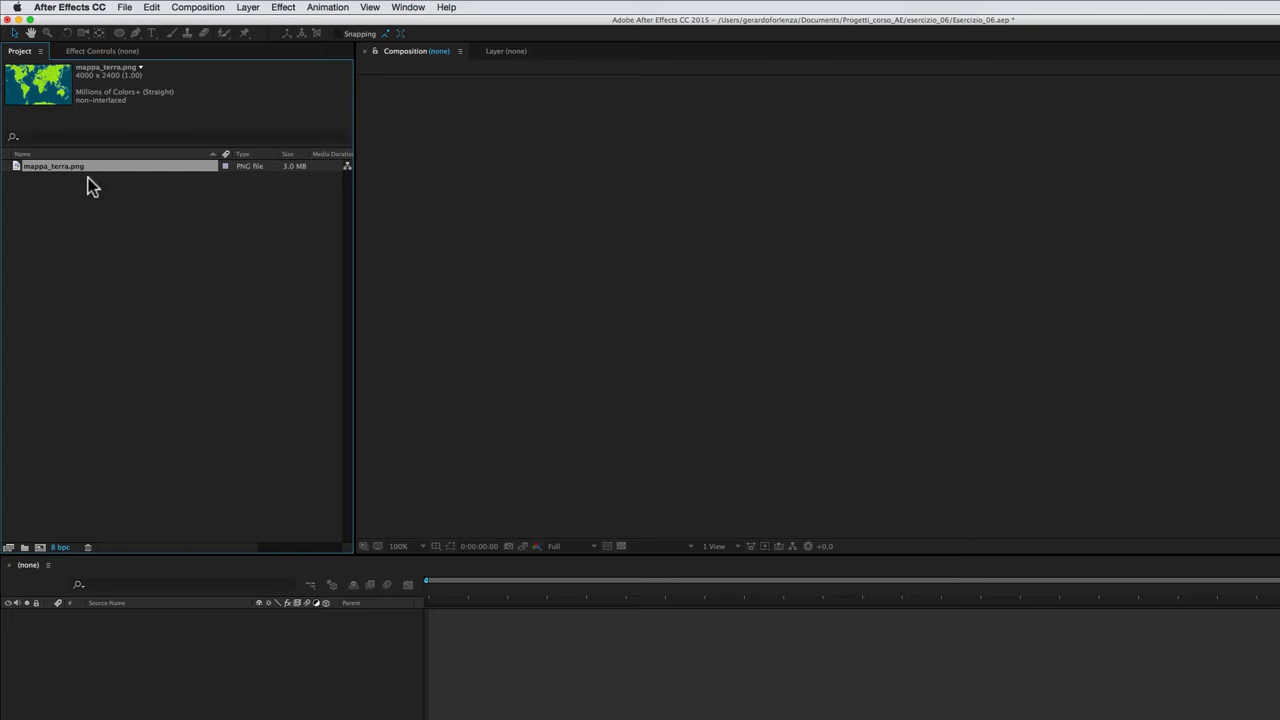 After Effects CC File Edit Composition Layer Effect Animation View Window Help
Adobe After Effects CC 2015 – /Users/gerardoforlenza/Documents/Progetti_corso_AE/esercizio_06/Esercizio_06.aep *
Snapping
Project Effect Controls (none) Composition (none) Layer (none)
mappa_terra.png
4000 x 2400 (1.00)
Millions of Colors+ (Straight)
non-interlaced
Name Type Size Media Duration
mappa_terra.png PNG file 3.0 MB
8 bpc 100% 0:00:00:00 Full 1 View +0.0
(none)
# Source Name Parent